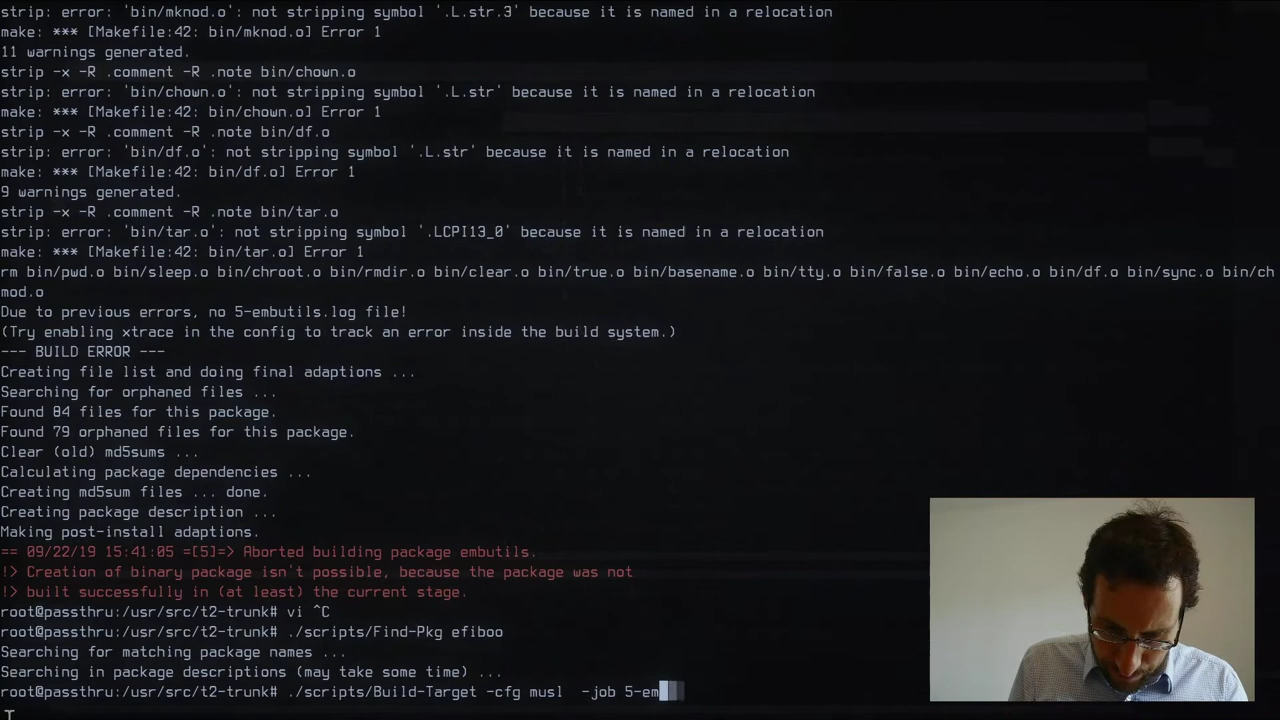 strip: error: 'bin/mknod.o': not stripping symbol '.L.str.3' because it is named in a relocation
make: *** [Makefile:42: bin/mknod.o] Error 1
11 warnings generated.
strip -x -R .comment -R .note bin/chown.o
strip: error: 'bin/chown.o': not stripping symbol '.L.str' because it is named in a relocation
make: *** [Makefile:42: bin/chown.o] Error 1
strip -x -R .comment -R .note bin/df.o
strip: error: 'bin/df.o': not stripping symbol '.L.str' because it is named in a relocation
make: *** [Makefile:42: bin/df.o] Error 1
9 warnings generated.
strip -x -R .comment -R .note bin/tar.o
strip: error: 'bin/tar.o': not stripping symbol '.LCPI13_0' because it is named in a relocation
make: *** [Makefile:42: bin/tar.o] Error 1
rm bin/pwd.o bin/sleep.o bin/chroot.o bin/rmdir.o bin/clear.o bin/true.o bin/basename.o bin/tty.o bin/false.o bin/echo.o bin/df.o bin/sync.o bin/ch
mod.o
Due to previous errors, no 5-embutils.log file!
(Try enabling xtrace in the config to track an error inside the build system.)
--- BUILD ERROR ---
Creating file list and doing final adaptions ...
Searching for orphaned files ...
Found 84 files for this package.
Found 79 orphaned files for this package.
Clear (old) md5sums ...
Calculating package dependencies ...
Creating md5sum files ... done.
Creating package description ...
Making post-install adaptions.
== 09/22/19 15:41:05 =[5]=> Aborted building package embutils.
!> Creation of binary package isn't possible, because the package was not
!> built successfully in (at least) the current stage.
root@passthru:/usr/src/t2-trunk# vi ^C
root@passthru:/usr/src/t2-trunk# ./scripts/Find-Pkg efiboo
Searching for matching package names ...
Searching in package descriptions (may take some time) ...
root@passthru:/usr/src/t2-trunk# ./scripts/Build-Target -cfg musl  -job 5-em